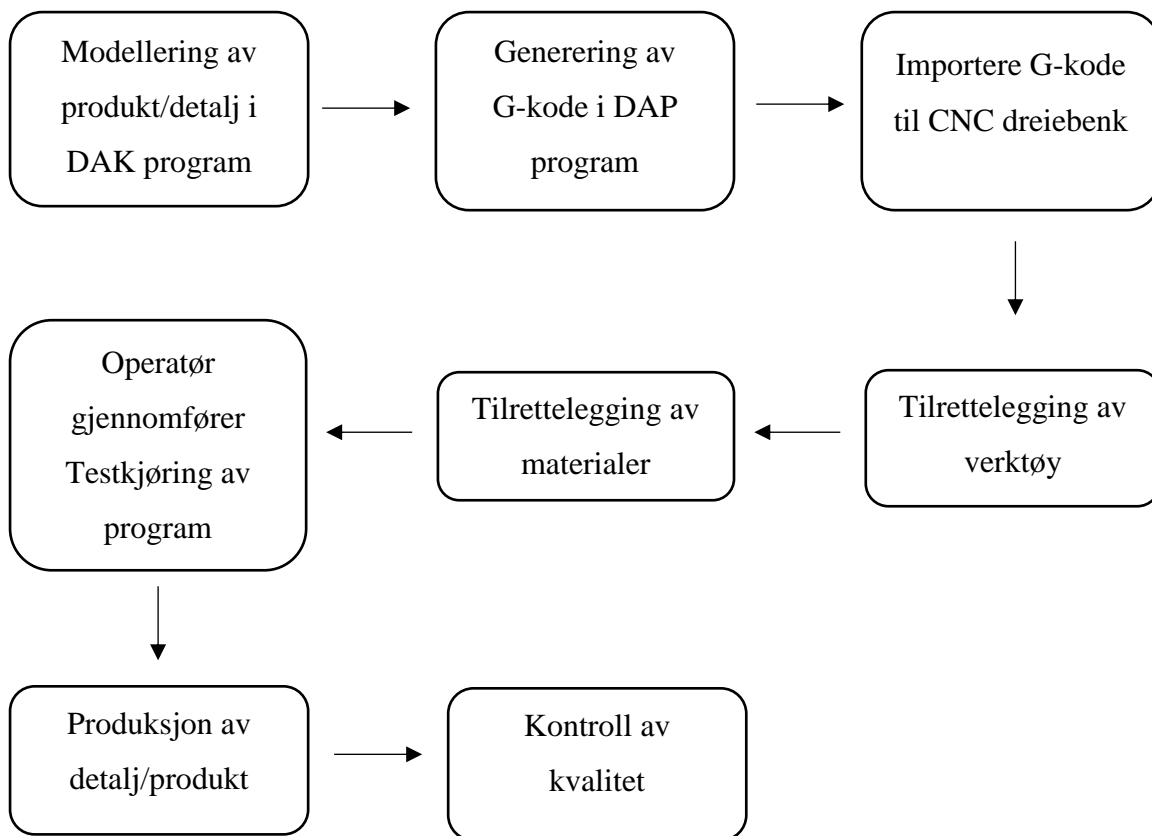 Modellering av
produkt/detalj i
DAK program
Generering av
G-kode i DAP
program
Importere G-kode
til CNC dreiebenk
Tilrettelegging av
verktøy
Tilrettelegging av
materialer
Operatør
gjennomfører
Testkjøring av
program
Produksjon av
detalj/produkt
Kontroll av
kvalitet